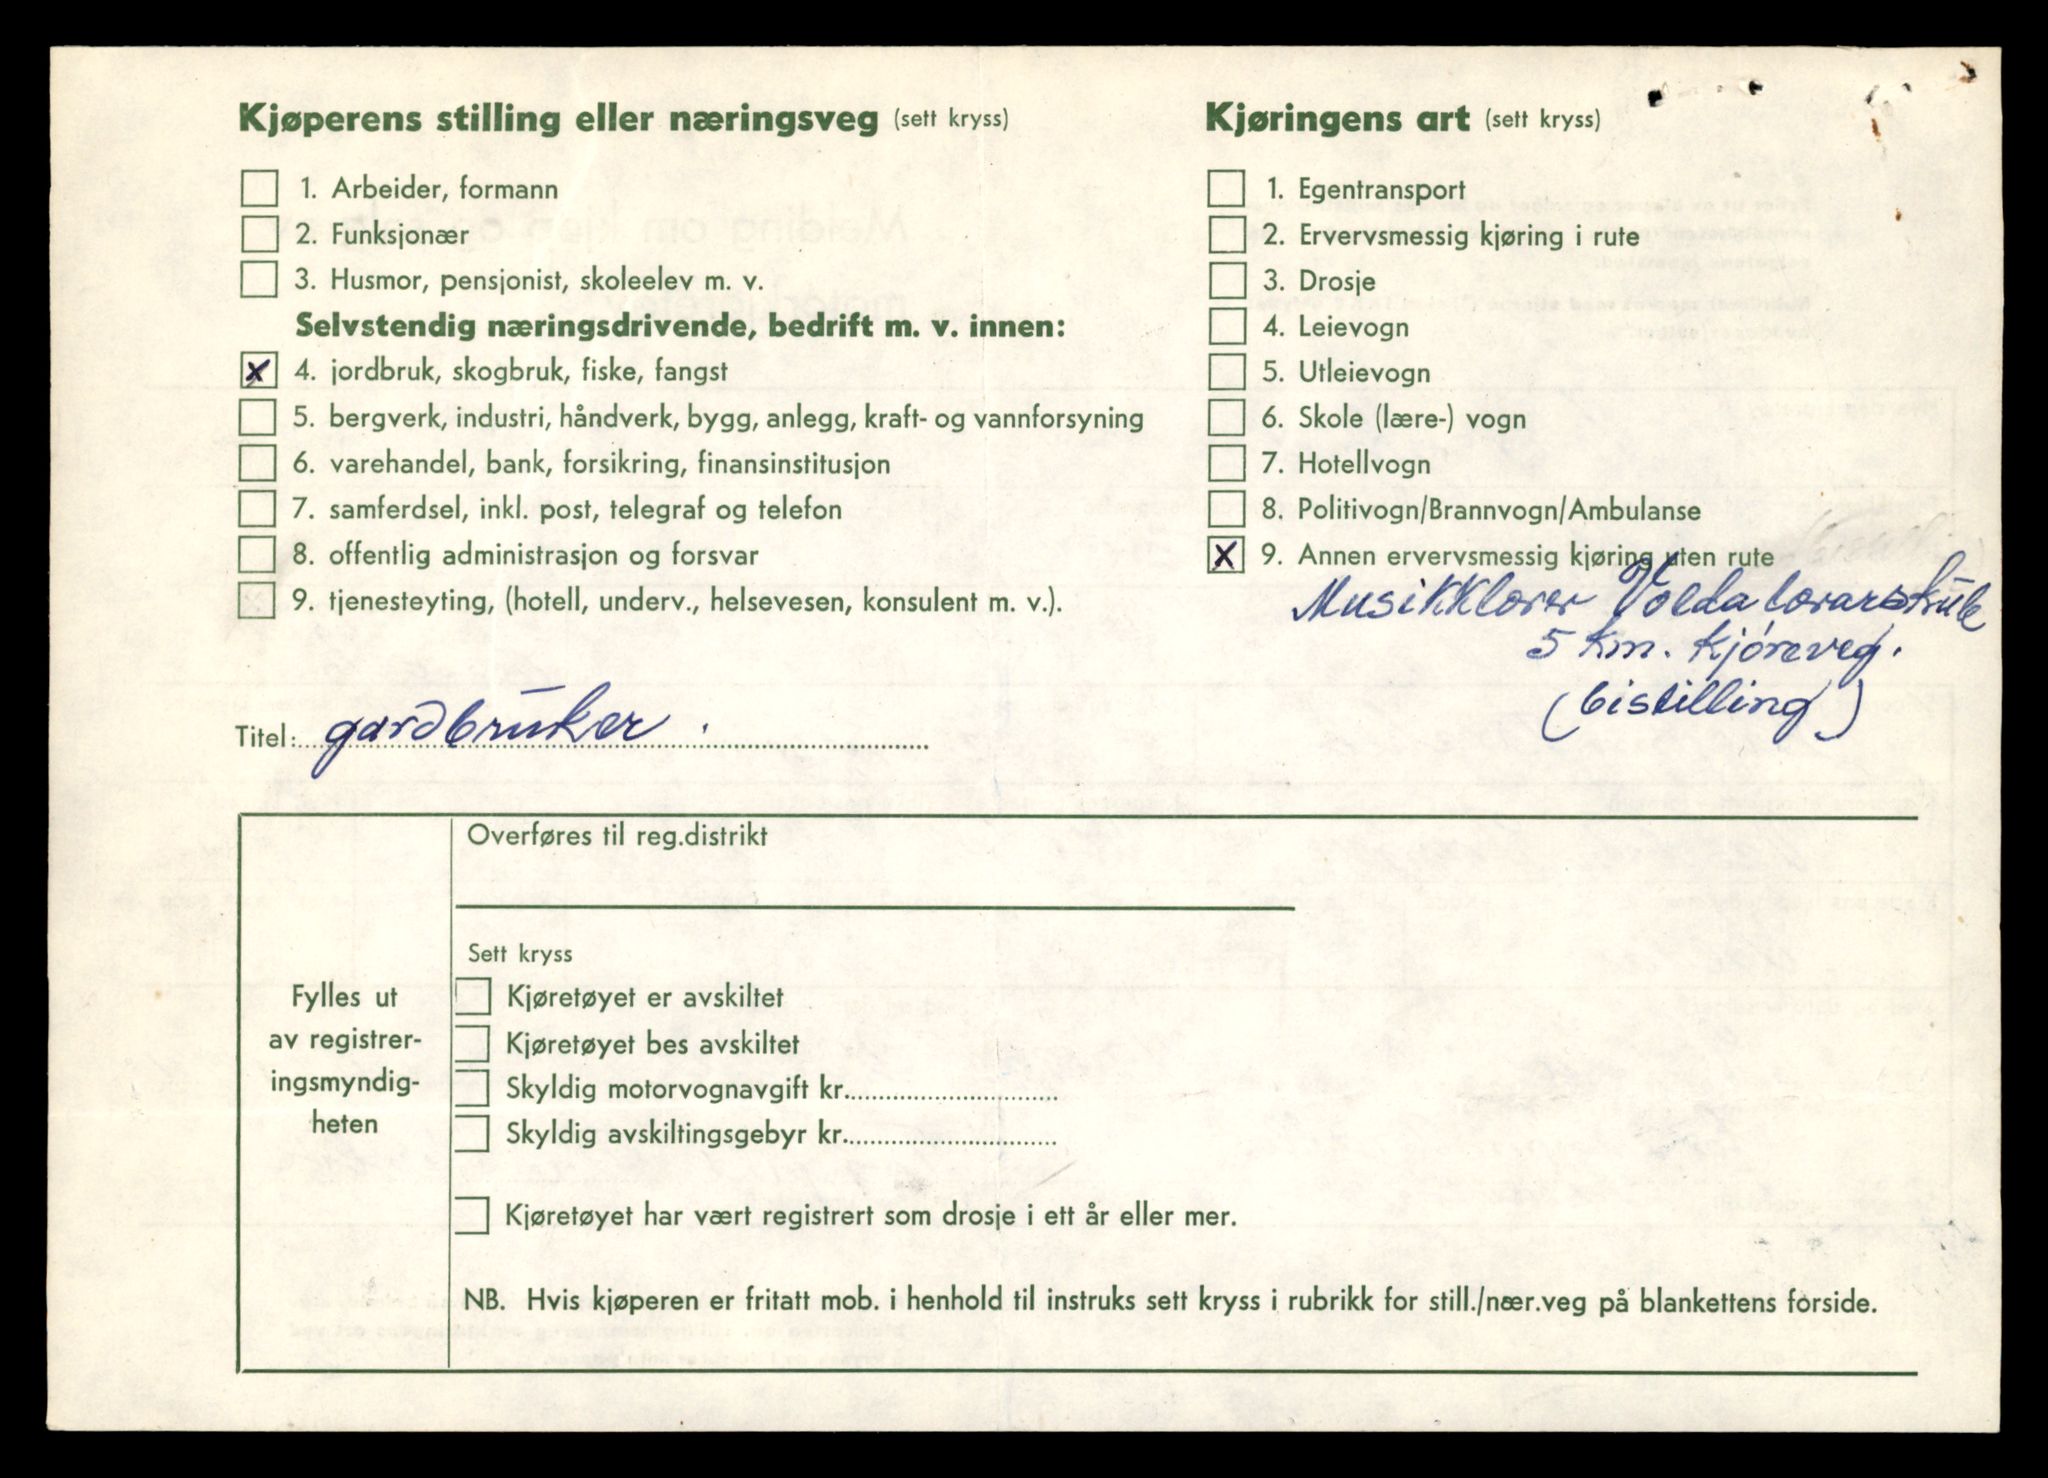 Kjøperens stilling eller næringsveg (sett kryss)
1. Arbeider, formann
2. Funksjonær
3. Husmor, pensjonist, skoleelev m. v.
Selvstendig næringsdrivende, bedrift m. v. innen:
x 4. jordbruk, skogbruk, fiske, fangst
5. bergverk, industri, håndverk, bygg, anlegg, kraft- og vannforsyning
6. varehandel, bank, forsikring, finansinstitusjon
7. samferdsel, inkl. post, telegraf og telefon
8. offentlig administrasjon og forsvar
9. tjenesteyting, (hotell, underv., helsevesen, konsulent m. v.).
Titel: gardbruker.
Kjøringens art (sett kryss)
1. Egentransport
2. Ervervsmessig kjøring i rute
3. Drosje
4. Leievogn
5. Utleievogn
6. Skole (lære-) vogn
7. Hotellvogn
8. Politivogn/Brannvogn/Ambulanse
x 9. Annen ervervsmessig kjøring uten rute
Musikklærer Volda lærarskule
5 km. kjøreveg.
(bistilling)
Fylles ut
av registrer-
ingsmyndig-
heten
Overføres til reg.distrikt
Sett kryss
Kjøretøyet er avskiltet
Kjøretøyet bes avskiltet
Skyldig motorvognavgift kr.
Skyldig avskiltingsgebyr kr.
Kjøretøyet har vært registrert som drosje i ett år eller mer.
NB. Hvis kjøperen er fritatt mob. i henhold til instruks sett kryss i rubrikk for still./nær.veg på blankettens forside.